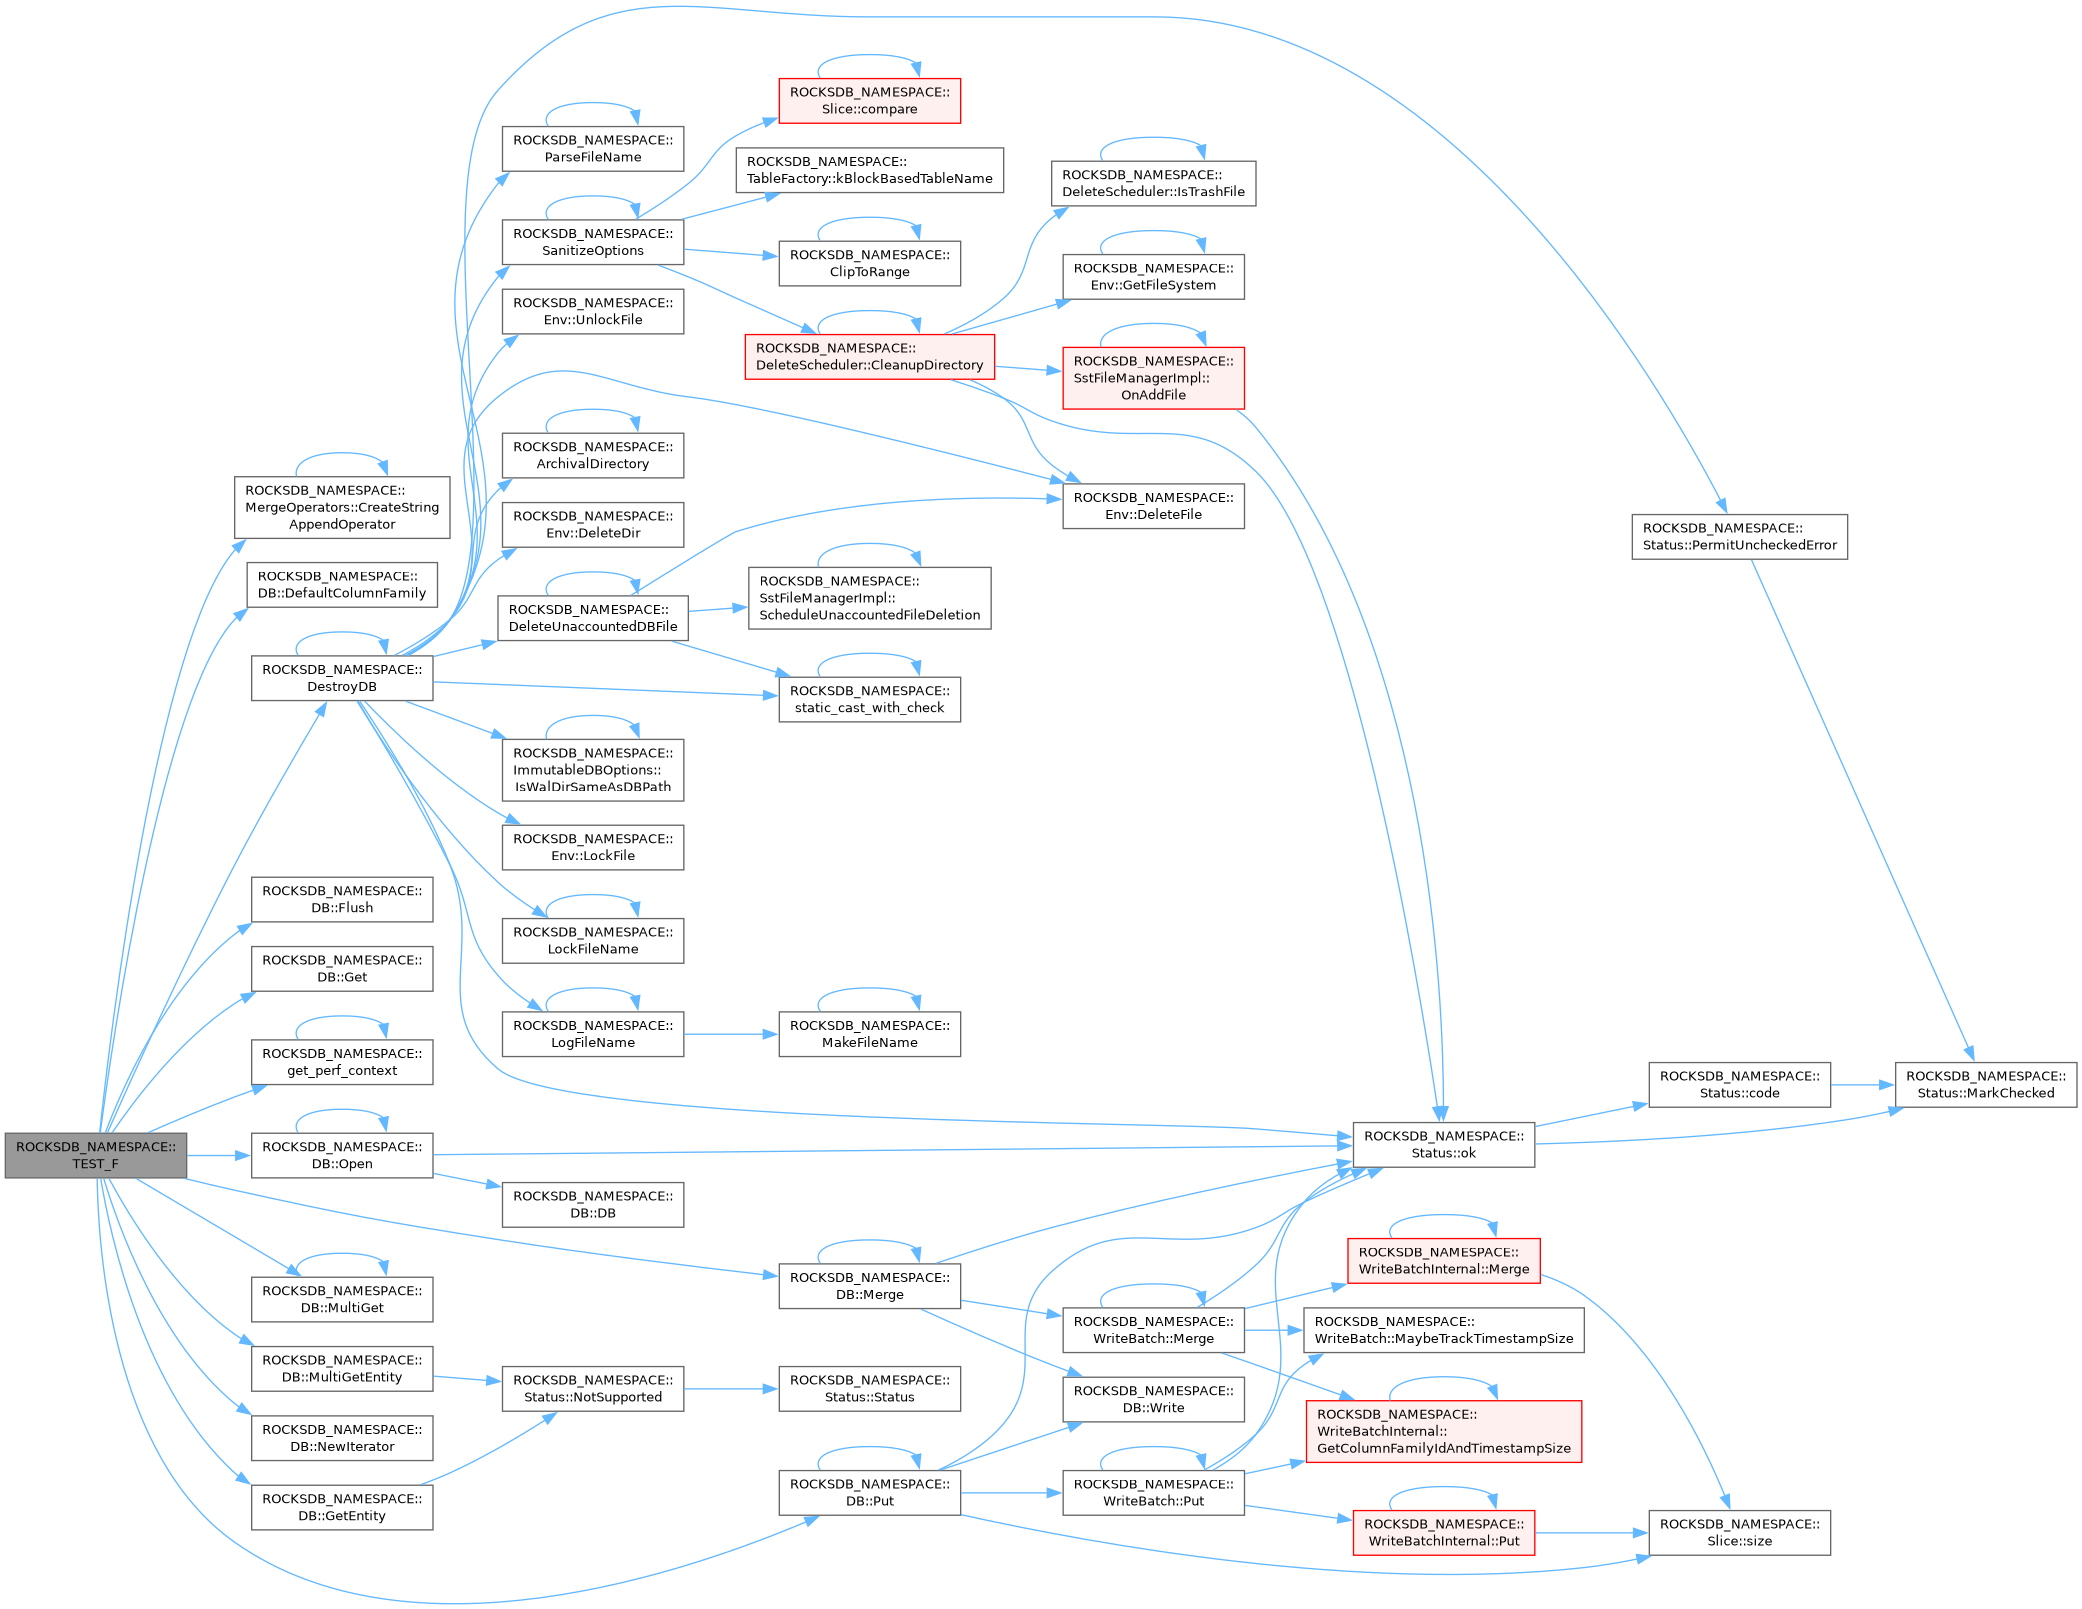 ROCKSDB_NAMESPACE::
TEST_F
ROCKSDB_NAMESPACE::
MergeOperators::CreateString
AppendOperator
ROCKSDB_NAMESPACE::
DB::DefaultColumnFamily
ROCKSDB_NAMESPACE::
DestroyDB
ROCKSDB_NAMESPACE::
DB::Flush
ROCKSDB_NAMESPACE::
DB::Get
ROCKSDB_NAMESPACE::
get_perf_context
ROCKSDB_NAMESPACE::
DB::Open
ROCKSDB_NAMESPACE::
DB::MultiGet
ROCKSDB_NAMESPACE::
DB::MultiGetEntity
ROCKSDB_NAMESPACE::
DB::NewIterator
ROCKSDB_NAMESPACE::
DB::GetEntity
ROCKSDB_NAMESPACE::
ParseFileName
ROCKSDB_NAMESPACE::
SanitizeOptions
ROCKSDB_NAMESPACE::
Env::UnlockFile
ROCKSDB_NAMESPACE::
ArchivalDirectory
ROCKSDB_NAMESPACE::
Env::DeleteDir
ROCKSDB_NAMESPACE::
DeleteUnaccountedDBFile
ROCKSDB_NAMESPACE::
ImmutableDBOptions::
IsWalDirSameAsDBPath
ROCKSDB_NAMESPACE::
Env::LockFile
ROCKSDB_NAMESPACE::
LockFileName
ROCKSDB_NAMESPACE::
LogFileName
ROCKSDB_NAMESPACE::
DB::DB
ROCKSDB_NAMESPACE::
Status::NotSupported
ROCKSDB_NAMESPACE::
Slice::compare
ROCKSDB_NAMESPACE::
TableFactory::kBlockBasedTableName
ROCKSDB_NAMESPACE::
ClipToRange
ROCKSDB_NAMESPACE::
DeleteScheduler::CleanupDirectory
ROCKSDB_NAMESPACE::
SstFileManagerImpl::
ScheduleUnaccountedFileDeletion
ROCKSDB_NAMESPACE::
static_cast_with_check
ROCKSDB_NAMESPACE::
MakeFileName
ROCKSDB_NAMESPACE::
DB::Merge
ROCKSDB_NAMESPACE::
Status::Status
ROCKSDB_NAMESPACE::
DB::Put
ROCKSDB_NAMESPACE::
DeleteScheduler::IsTrashFile
ROCKSDB_NAMESPACE::
Env::GetFileSystem
ROCKSDB_NAMESPACE::
SstFileManagerImpl::
OnAddFile
ROCKSDB_NAMESPACE::
Env::DeleteFile
ROCKSDB_NAMESPACE::
WriteBatch::Merge
ROCKSDB_NAMESPACE::
DB::Write
ROCKSDB_NAMESPACE::
WriteBatch::Put
ROCKSDB_NAMESPACE::
Status::ok
ROCKSDB_NAMESPACE::
WriteBatchInternal::Merge
ROCKSDB_NAMESPACE::
WriteBatch::MaybeTrackTimestampSize
ROCKSDB_NAMESPACE::
WriteBatchInternal::
GetColumnFamilyIdAndTimestampSize
ROCKSDB_NAMESPACE::
WriteBatchInternal::Put
ROCKSDB_NAMESPACE::
Status::PermitUncheckedError
ROCKSDB_NAMESPACE::
Status::code
ROCKSDB_NAMESPACE::
Slice::size
ROCKSDB_NAMESPACE::
Status::MarkChecked